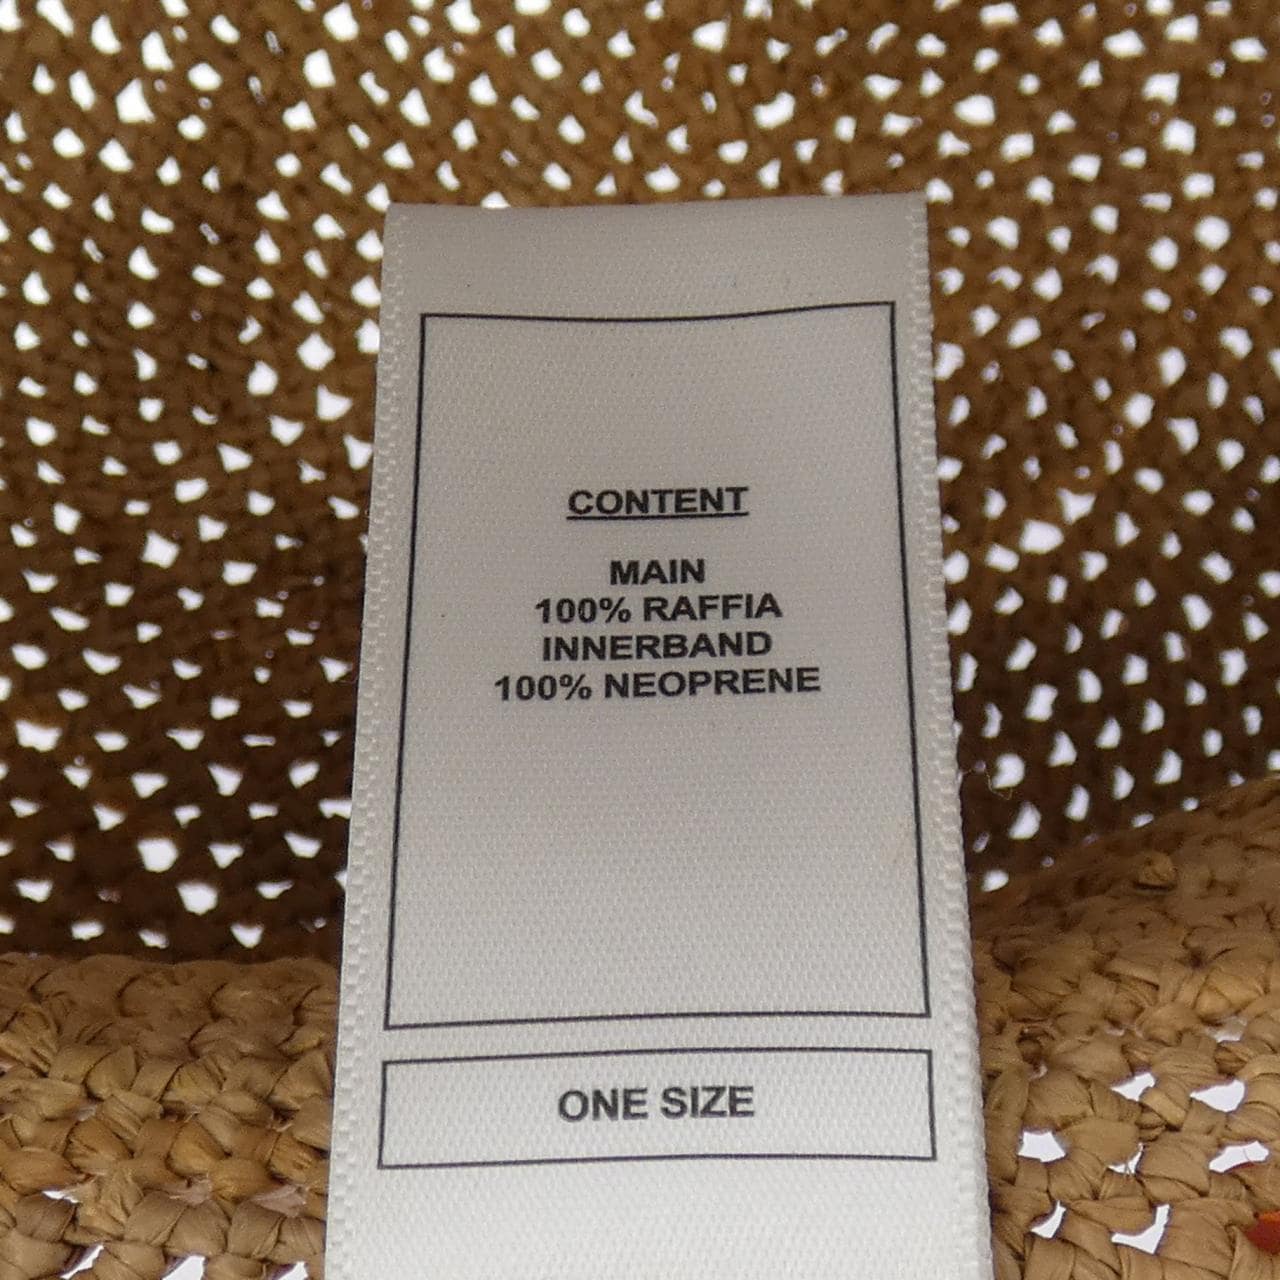 CONTENT
MAIN
100% RAFFIA
INNERBAND
100% NEOPRENE
ONE SIZE